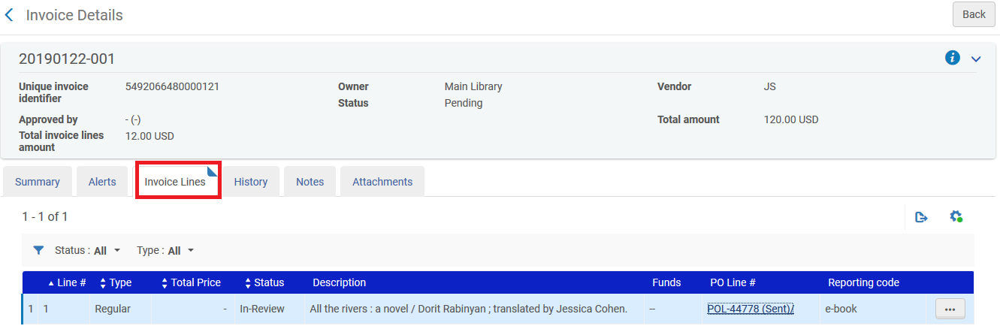 Invoice Details
Back
20190122-001
Unique invoice identifier 5492066480000121 Owner Main Library Vendor JS
Status Pending
Approved by - (-) Total amount 120.00 USD
Total invoice lines amount 12.00 USD
Summary Alerts Invoice Lines History Notes Attachments
1 - 1 of 1
Status : All Type : All
Line # Type Total Price Status Description Funds PO Line # Reporting code
1 1 Regular - In-Review All the rivers : a novel / Dorit Rabinyan ; translated by Jessica Cohen. -- POL-44778 (Sent)/ e-book